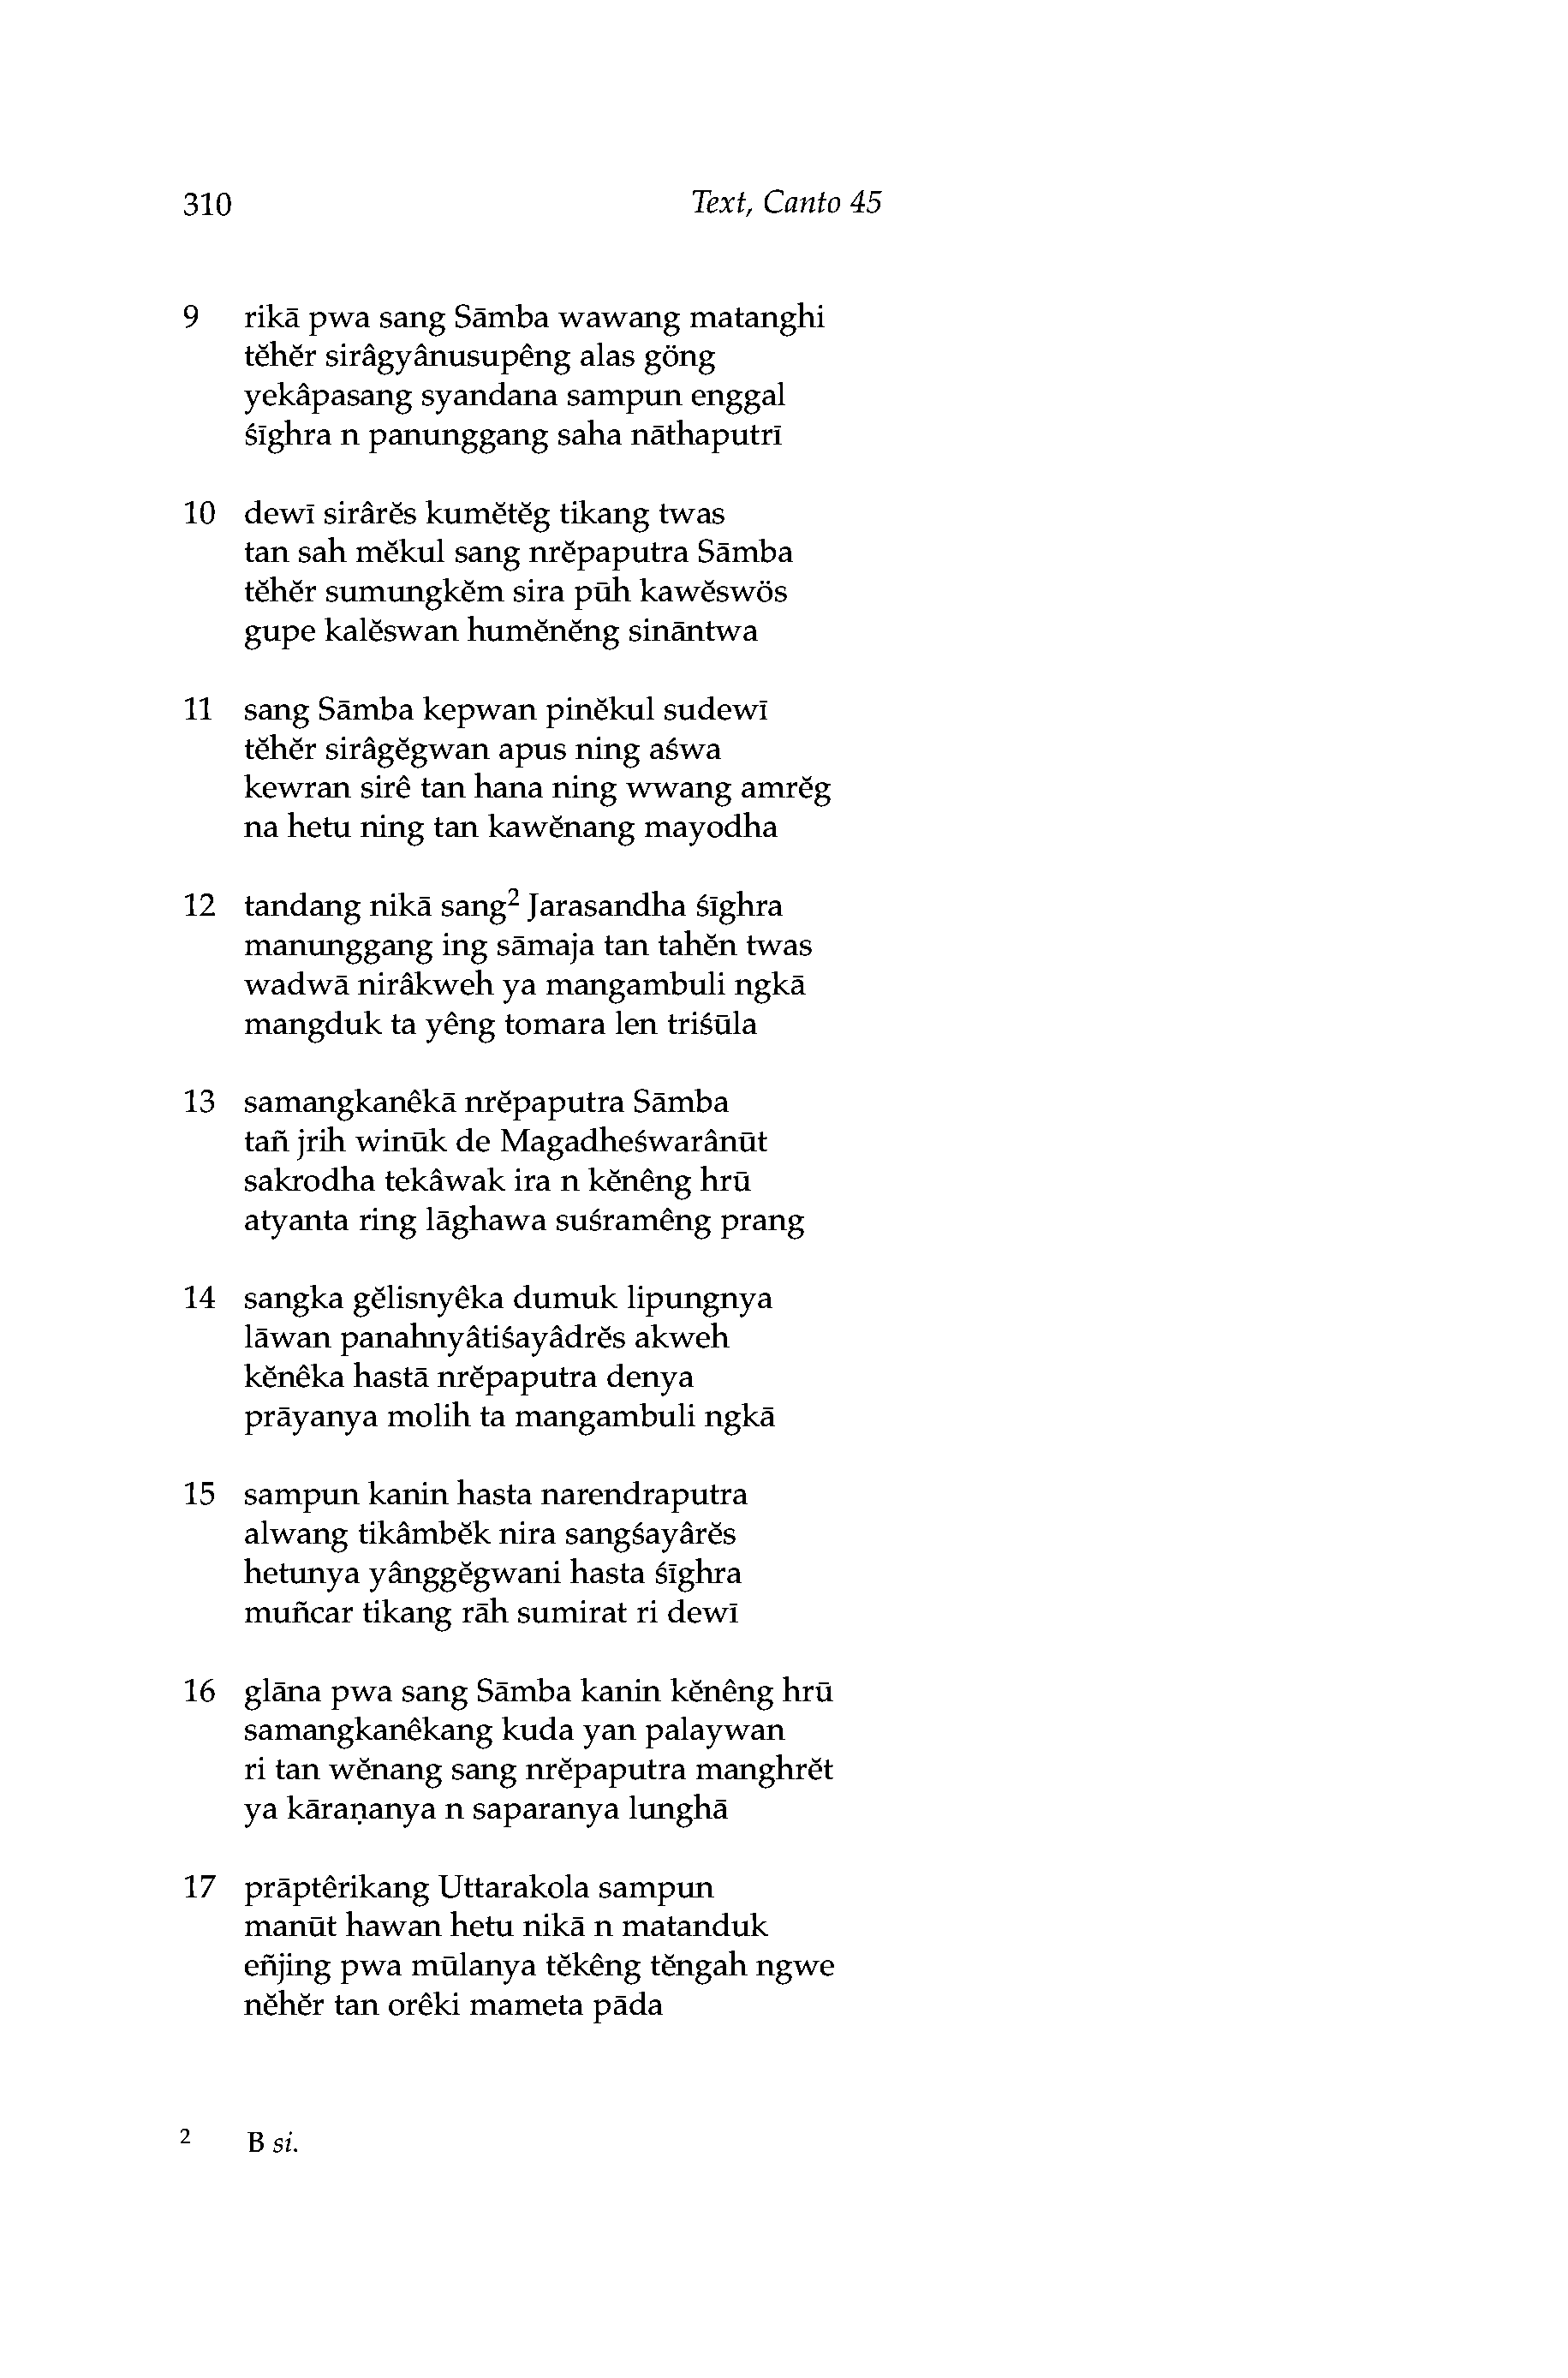 310 Text, Canto 45
9 rikā pwa sang Sāmba wawang matanghi
tĕhĕr sirâgyânusupêng alas göng
yekâpasang syandana sampun enggal
śīghra n panunggang saha nāthaputrī
10 dewī sirârĕs kumĕtĕg tikang twas
tan sah mĕkul sang nrĕpaputra Sāmba
tĕhĕr sumungkĕm sira pūh kawĕswös
gupe kalĕswan humĕnĕng sināntwa
11 sang Sāmba kepwan pinĕkul sudewī
tĕhĕr sirâgĕgwan apus ning aśwa
kewran sirê tan hana ning wwang amrĕg
na hetu ning tan kawĕnang mayodha
12 tandang nikā sang² Jarasandha śīghra
manunggang ing sāmaja tan tahĕn twas
wadwā nirâkweh ya mangambuli ngkā
mangduk ta yêng tomara len triśūla
13 samangkanêkā nrĕpaputra Sāmba
tañ jrih winūk de Magadheśwarânūt
sakrodha tekâwak ira n kĕnêng hrū
atyanta ring lāghawa suśramêng prang
14 sangka gĕlisnyêka dumuk lipungnya
lāwan panahnyâtiśayâdrĕs akweh
kĕnêka hastā nrĕpaputra denya
prāyanya molih ta mangambuli ngkā
15 sampun kanin hasta narendraputra
alwang tikâmbĕk nira sangśayârĕs
hetunya yânggĕgwani hasta śīghra
muñcar tikang rāh sumirat ri dewī
16 glāna pwa sang Sāmba kanin kĕnêng hrū
samangkanêkang kuda yan palaywan
ri tan wĕnang sang nrĕpaputra manghrĕt
ya kāraṇanya n saparanya lunghā
17 prāptêrikang Uttarakola sampun
manūt hawan hetu nikā n matanduk
eñjing pwa mūlanya tĕkêng tĕngah ngwe
nĕhĕr tan orêki mameta pāda
² B si.